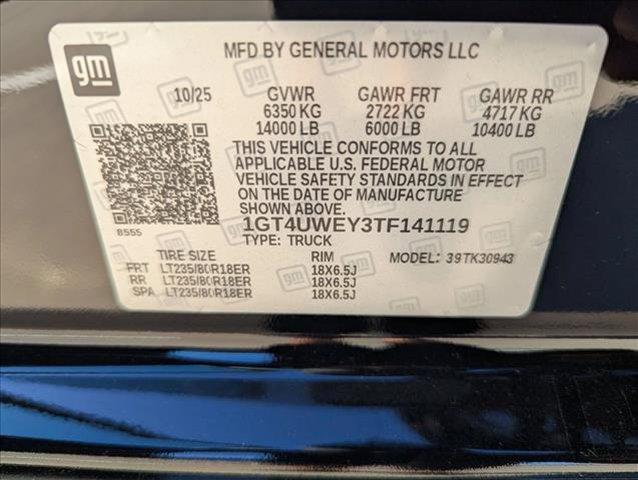 gm
MFD BY GENERAL MOTORS LLC
10/25 GVWR GAWR FRT GAWR RR
6350 KG 2722 KG 4717 KG
14000 LB 6000 LB 10400 LB
THIS VEHICLE CONFORMS TO ALL
APPLICABLE U.S. FEDERAL MOTOR
VEHICLE SAFETY STANDARDS IN EFFECT
ON THE DATE OF MANUFACTURE
SHOWN ABOVE.
8555
1GT4UWEY3TF141119
TYPE: TRUCK
TIRE SIZE RIM MODEL: 39TK30943
FRT LT235/80R18ER 18X6.5J
RR LT235/80R18ER 18X6.5J
SPA LT235/80R18ER 18X6.5J